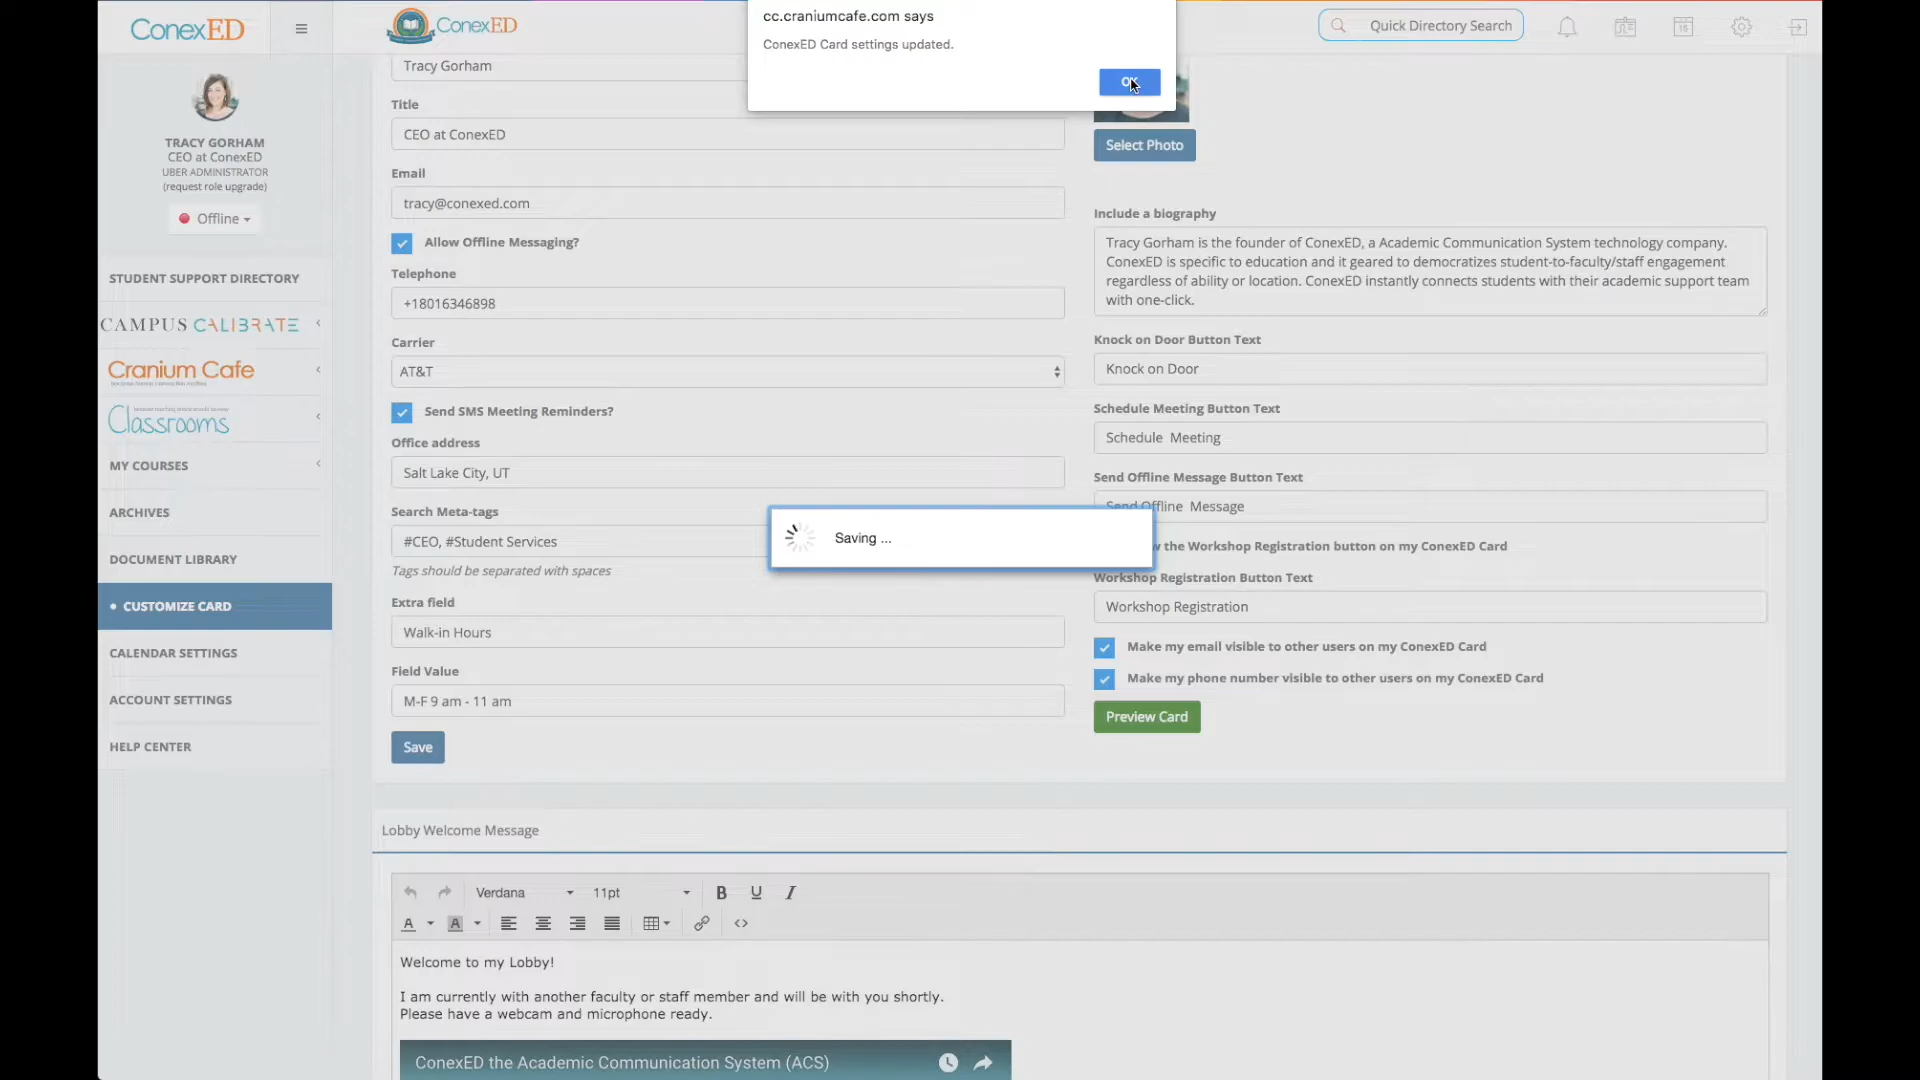 ConexED
ConexED
cc.craniumcafe.com says
ConexED Card settings updated.
Quick Directory Search
TRACY GORHAM
CEO at ConexED
UBER ADMINISTRATOR
(request role upgrade)
Offline
STUDENT SUPPORT DIRECTORY
CAMPUS CALIBRATE
Cranium Cafe
Classrooms
MY COURSES
ARCHIVES
DOCUMENT LIBRARY
CUSTOMIZE CARD
CALENDAR SETTINGS
ACCOUNT SETTINGS
HELP CENTER
Tracy Gorham
Title
CEO at ConexED
Email
tracy@conexed.com
Allow Offline Messaging?
Telephone
+18016346898
Carrier
AT&T
Send SMS Meeting Reminders?
Office address
Salt Lake City, UT
Search Meta-tags
#CEO, #Student Services
Tags should be separated with spaces
Extra field
Walk-in Hours
Field Value
M-F 9 am - 11 am
Save
Select Photo
Include a biography
Tracy Gorham is the founder of ConexED, a Academic Communication System technology company.
ConexED is specific to education and it geared to democratizes student-to-faculty/staff engagement
regardless of ability or location. ConexED instantly connects students with their academic support team
with one-click.
Knock on Door Button Text
Knock on Door
Schedule Meeting Button Text
Schedule Meeting
Send Offline Message Button Text
Send Offline Message
Saving ...
the Workshop Registration button on my ConexED Card
Workshop Registration Button Text
Workshop Registration
Make my email visible to other users on my ConexED Card
Make my phone number visible to other users on my ConexED Card
Preview Card
Lobby Welcome Message
Verdana
11pt
B U I
A A
Welcome to my Lobby!
I am currently with another faculty or staff member and will be with you shortly.
Please have a webcam and microphone ready.
ConexED the Academic Communication System (ACS)